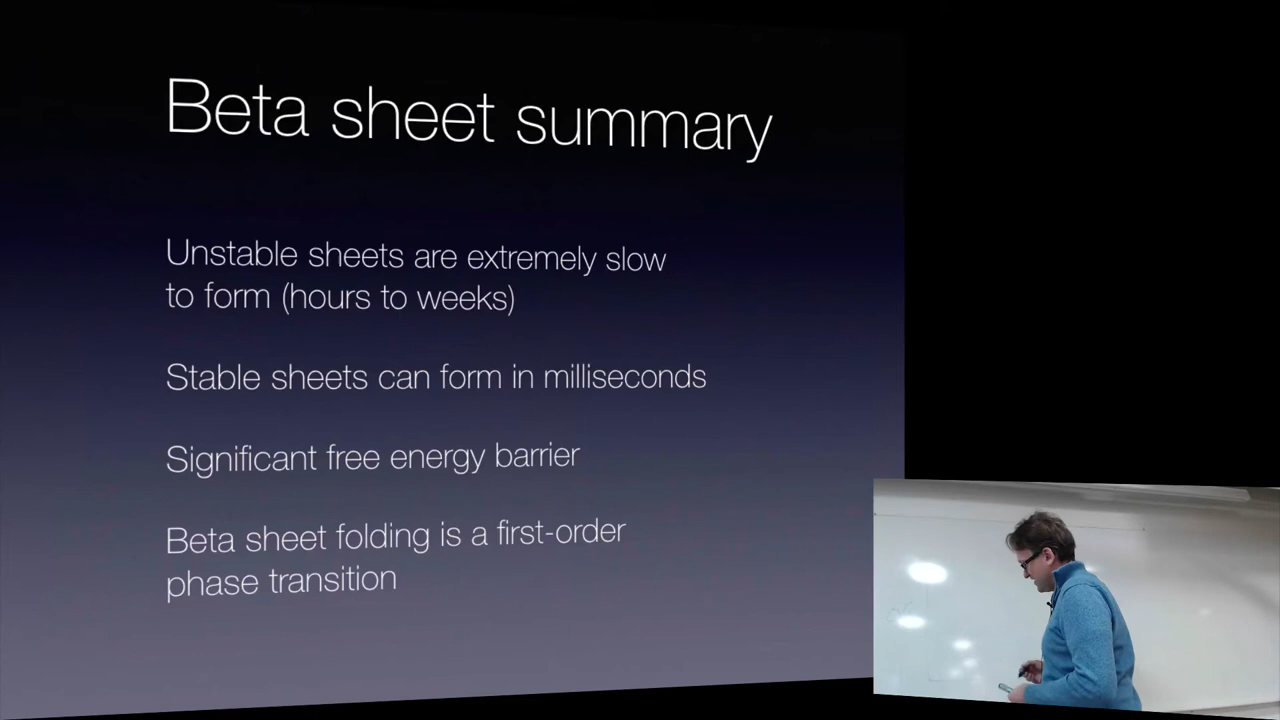 Beta sheet summary
Unstable sheets are extremely slow
to form (hours to weeks)
Stable sheets can form in milliseconds
Significant free energy barrier
Beta sheet folding is a first-order
phase transition